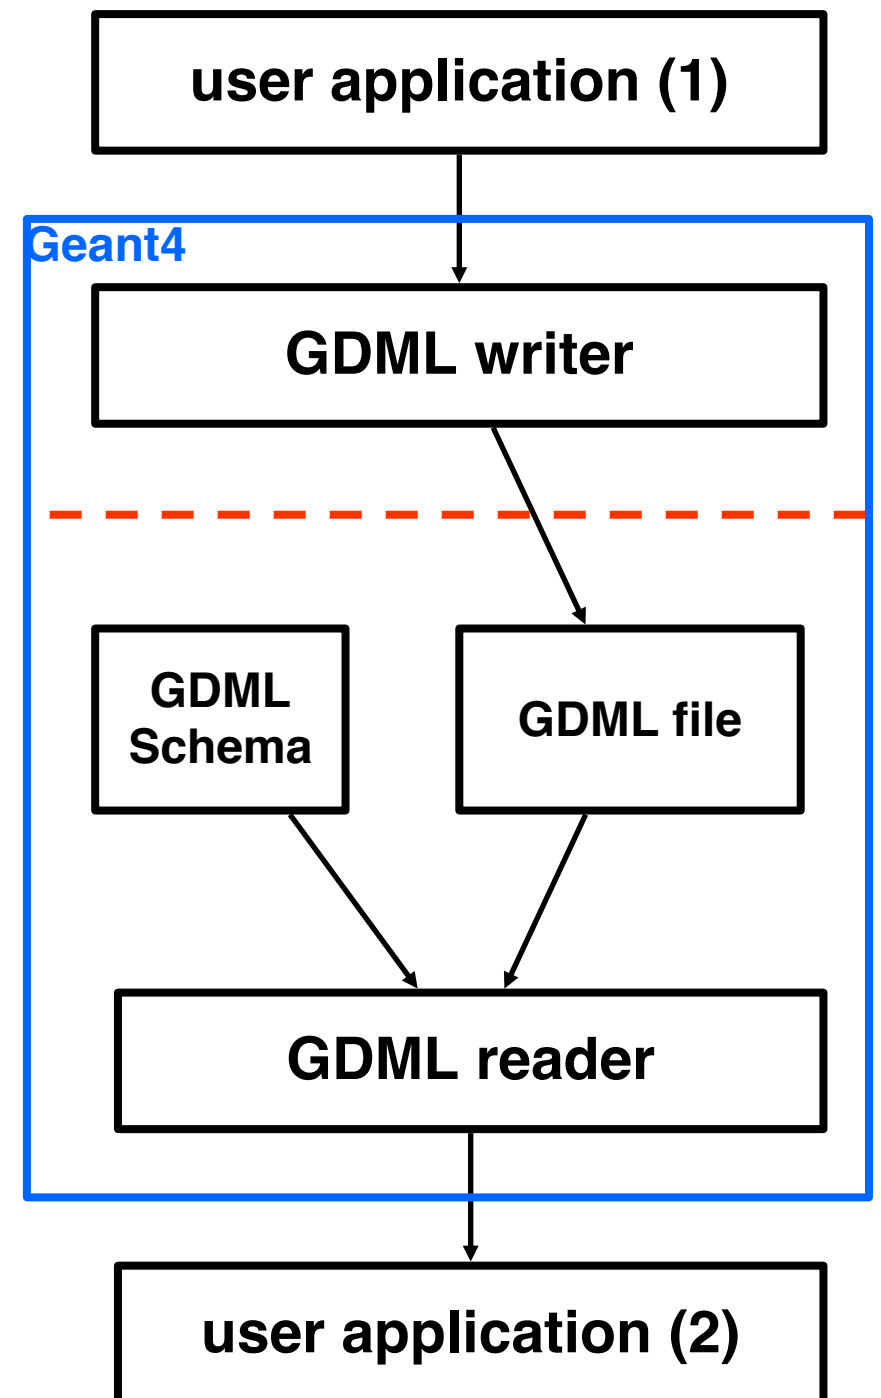 user application (1)
Geant4
GDML writer
GDML
Schema
GDML file
GDML reader
user application (2)